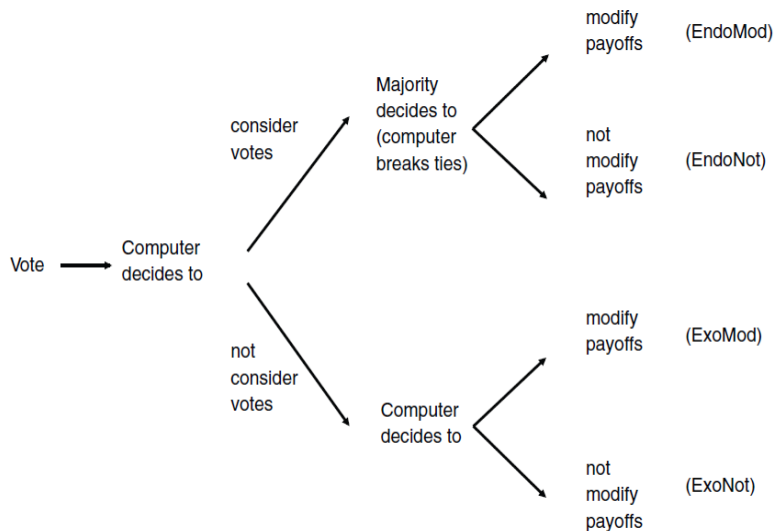 Vote
Computer
decides to
consider
votes
not
consider
votes
Majority
decides to
(computer
breaks ties)
Computer
decides to
modify
payoffs
(EndoMod)
not
modify
payoffs
(EndoNot)
modify
payoffs
(ExoMod)
not
modify
payoffs
(ExoNot)